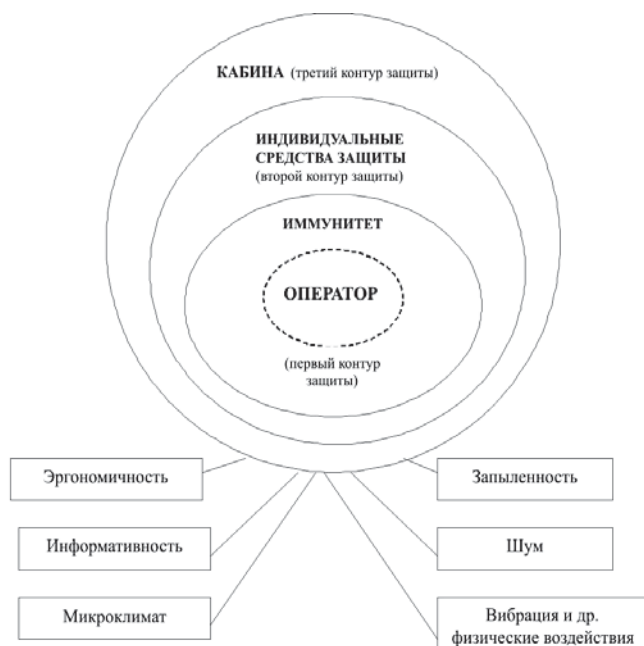 КАБИНА (третий контур защиты)
ИНДИВИДУАЛЬНЫЕ
СРЕДСТВА ЗАЩИТЫ
(второй контур защиты)
ИММУНИТЕТ
ОПЕРАТОР
(первый контур
защиты)
Эргономичность
Запыленность
Информативность
Шум
Микроклимат
Вибрация и др.
физические воздействия